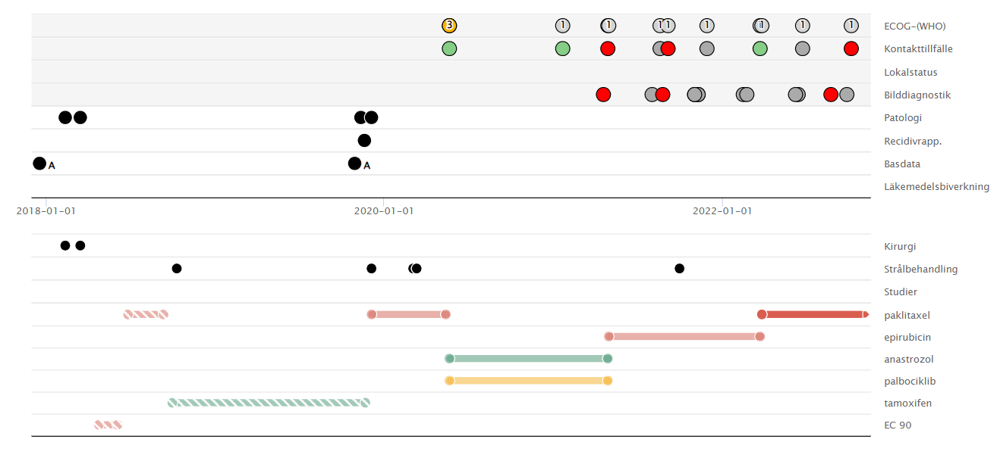 3 1 1 1 1 1 1 1 1 ECOG-(WHO)
Kontakttillfälle
Lokalstatus
Bilddiagnostik
Patologi
Recidivrapp.
A A Basdata
Läkemedelsbiverkning
2018-01-01 2020-01-01 2022-01-01
Kirurgi
Strålbehandling
Studier
paklitaxel
epirubicin
anastrozol
palbociklib
tamoxifen
EC 90